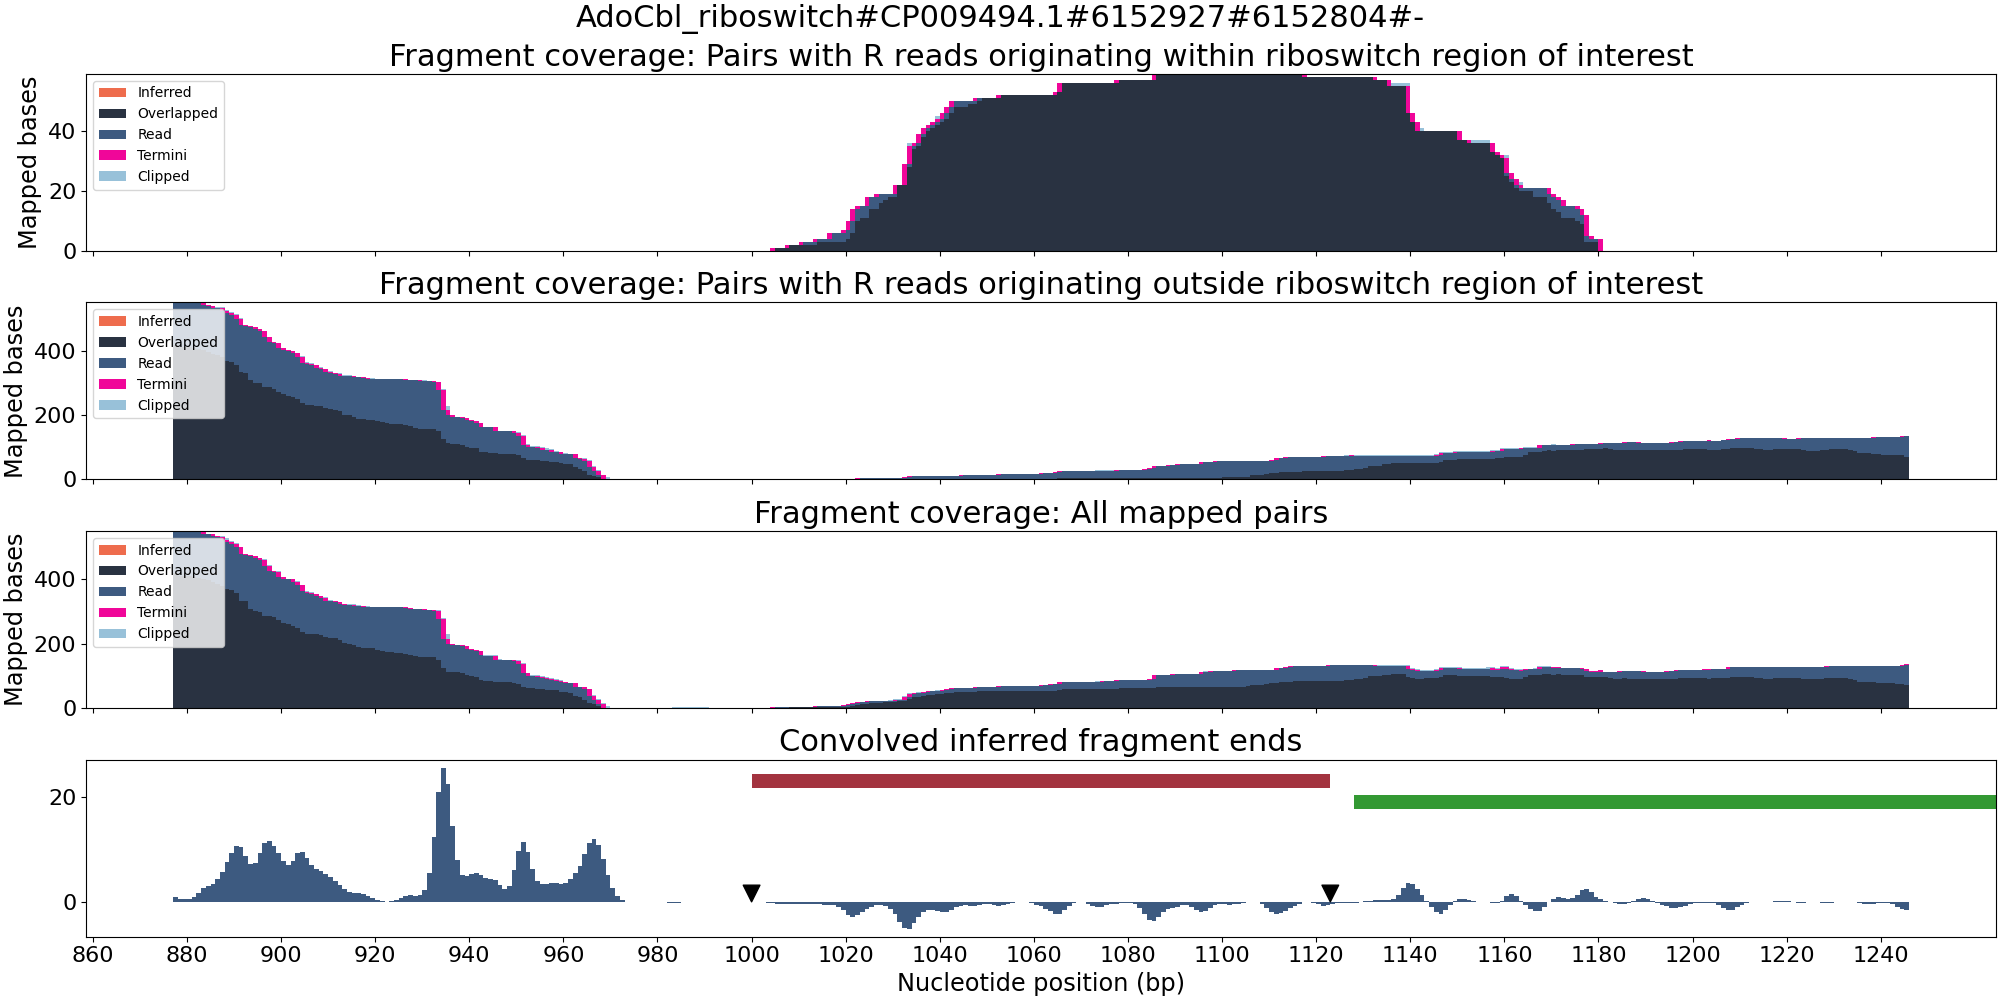 AdoCbl_riboswitch#CP009494.1#6152927#6152804#-
Fragment coverage: Pairs with R reads originating within riboswitch region of interest
Mapped bases
40
20
0
Inferred
Overlapped
Read
Termini
Clipped
Fragment coverage: Pairs with R reads originating outside riboswitch region of interest
Mapped bases
400
200
0
Inferred
Overlapped
Read
Termini
Clipped
Fragment coverage: All mapped pairs
Mapped bases
400
200
0
Inferred
Overlapped
Read
Termini
Clipped
Convolved inferred fragment ends
20
0
860 880 900 920 940 960 980 1000 1020 1040 1060 1080 1100 1120 1140 1160 1180 1200 1220 1240
Nucleotide position (bp)